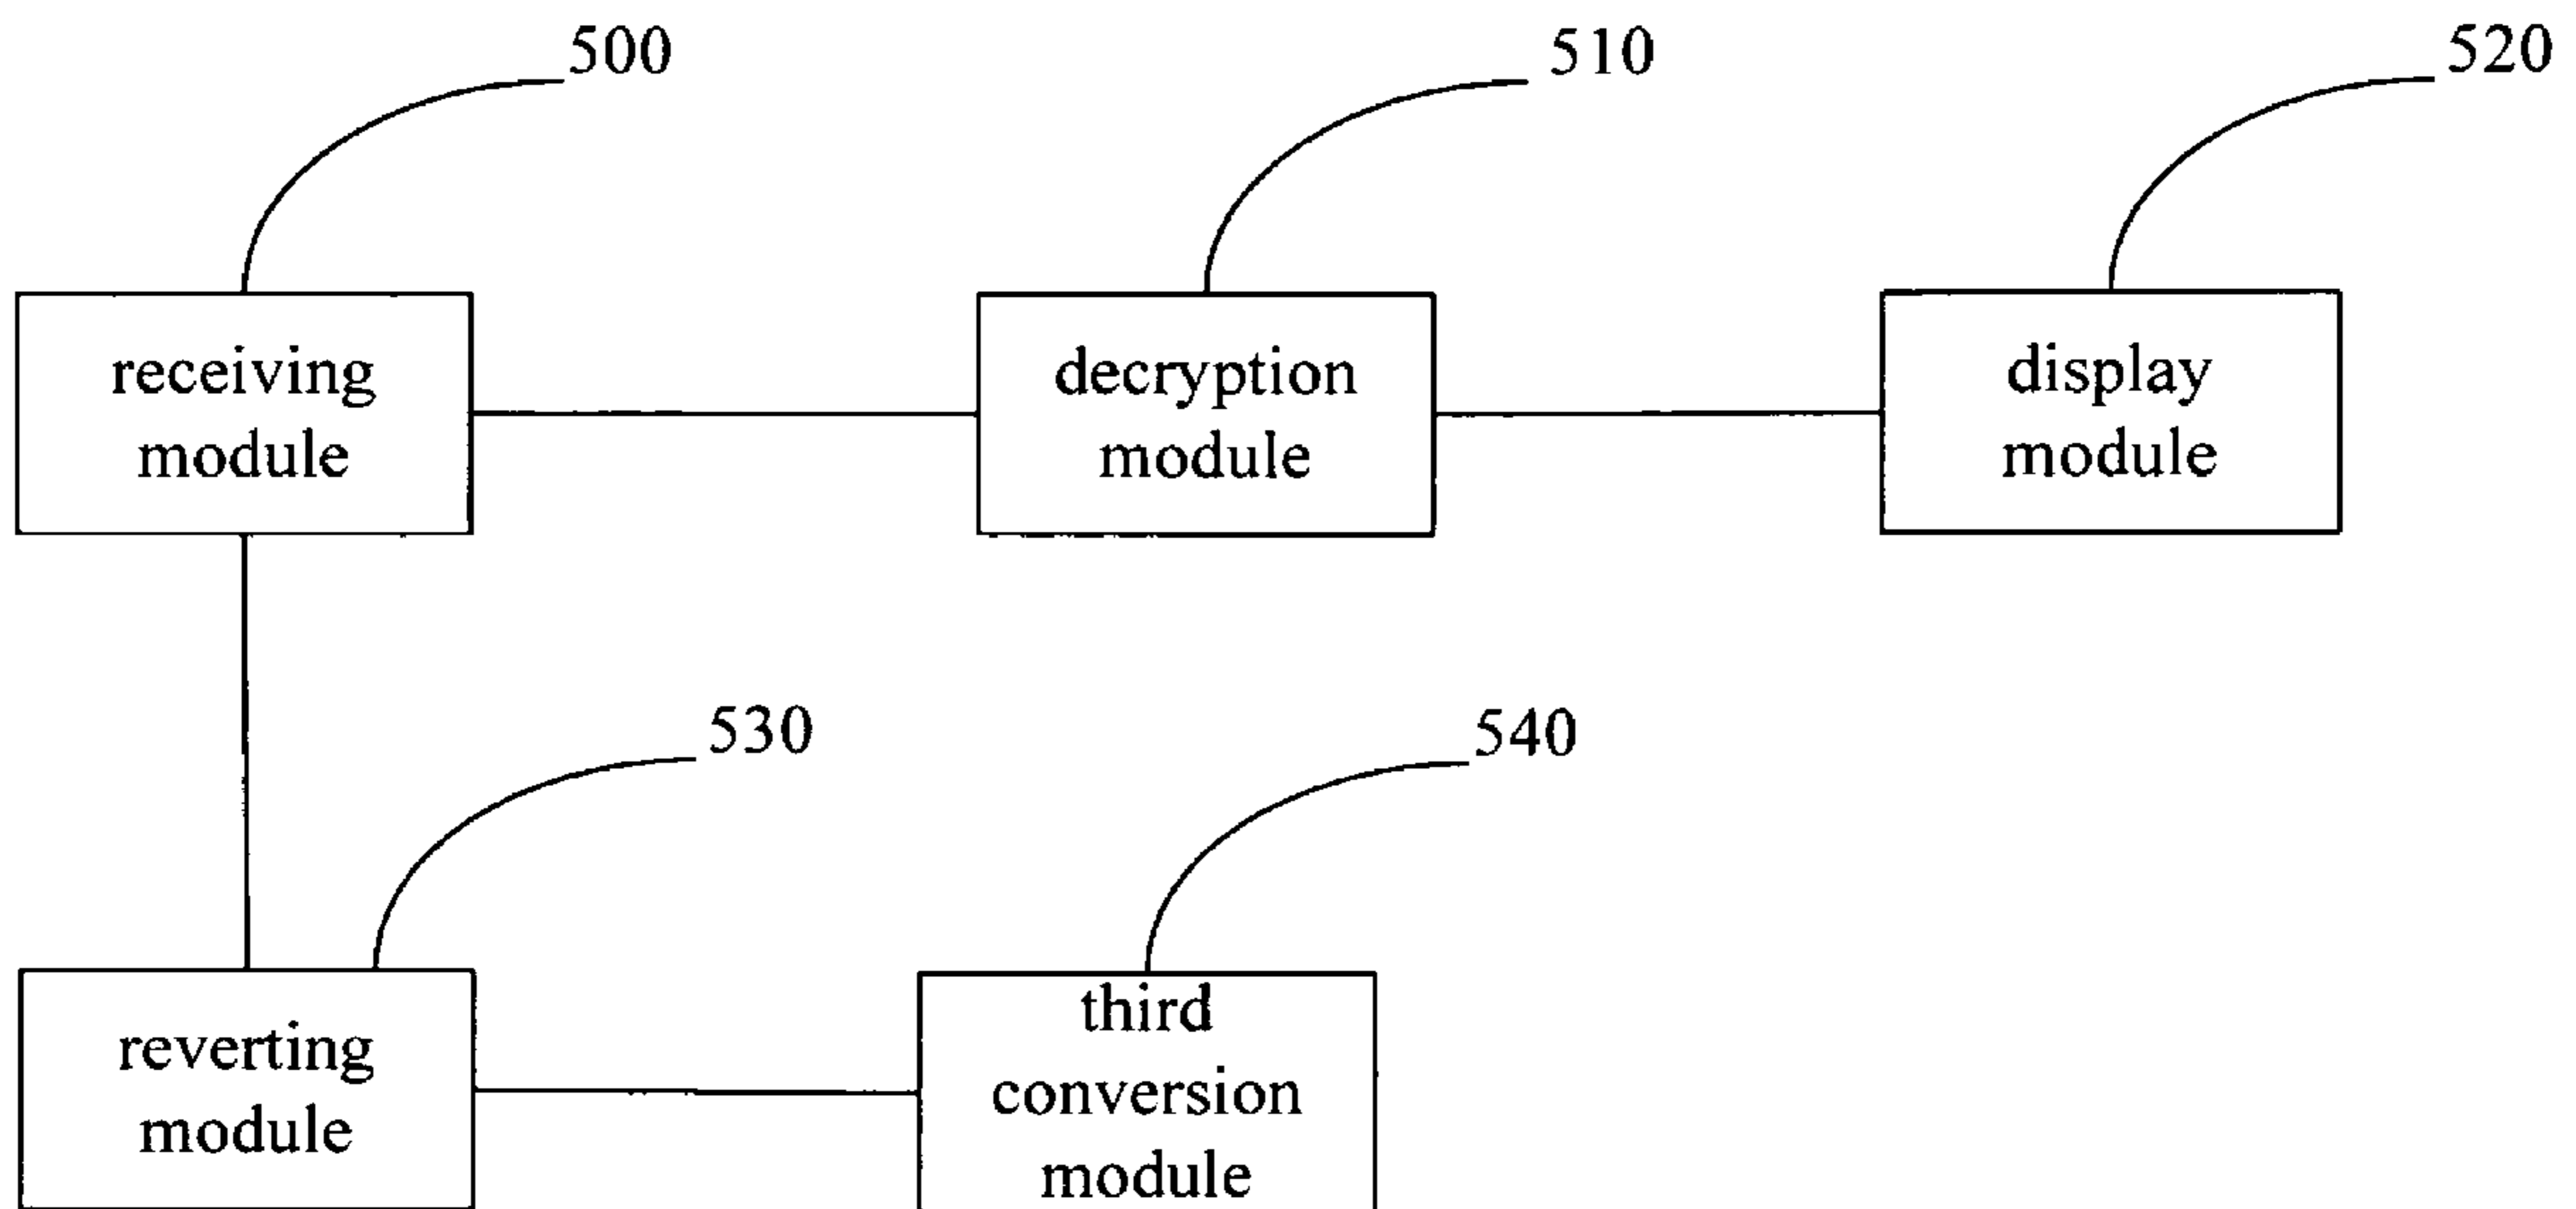 500
510
520
receiving
module
decryption
module
display
module
530
540
reverting
module
third
conversion
module